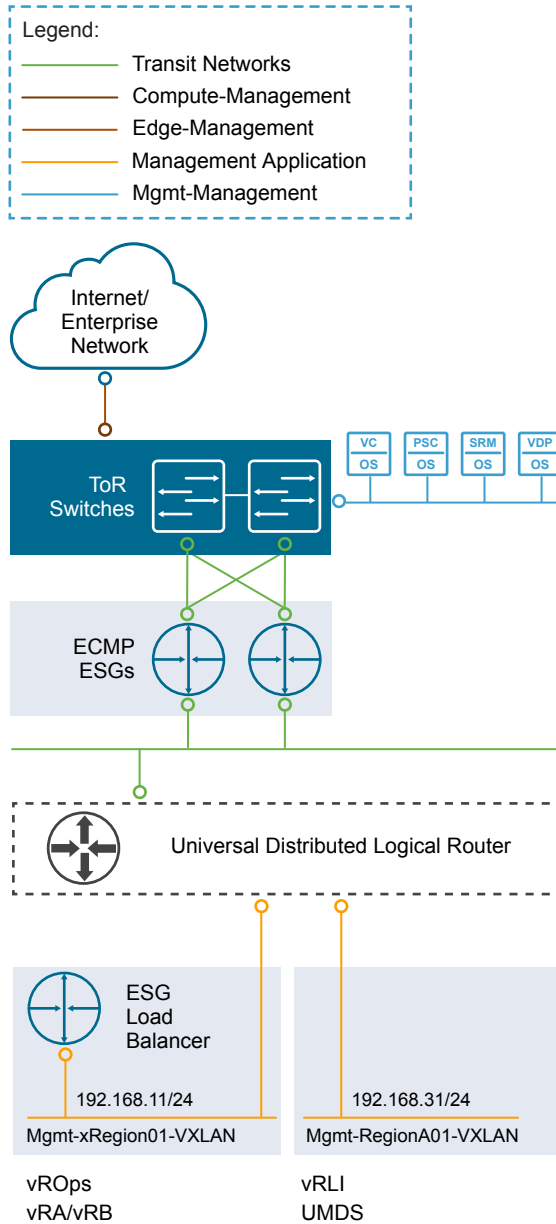 Legend:
Transit Networks
Compute-Management
Edge-Management
Management Application
Mgmt-Management
Internet/
Enterprise
Network
ToR
Switches
VC
OS
PSC
OS
SRM
OS
VDP
OS
ECMP
ESGs
Universal Distributed Logical Router
ESG
Load
Balancer
192.168.11/24
Mgmt-xRegion01-VXLAN
192.168.31/24
Mgmt-RegionA01-VXLAN
vROps
vRA/vRB
vRLI
UMDS